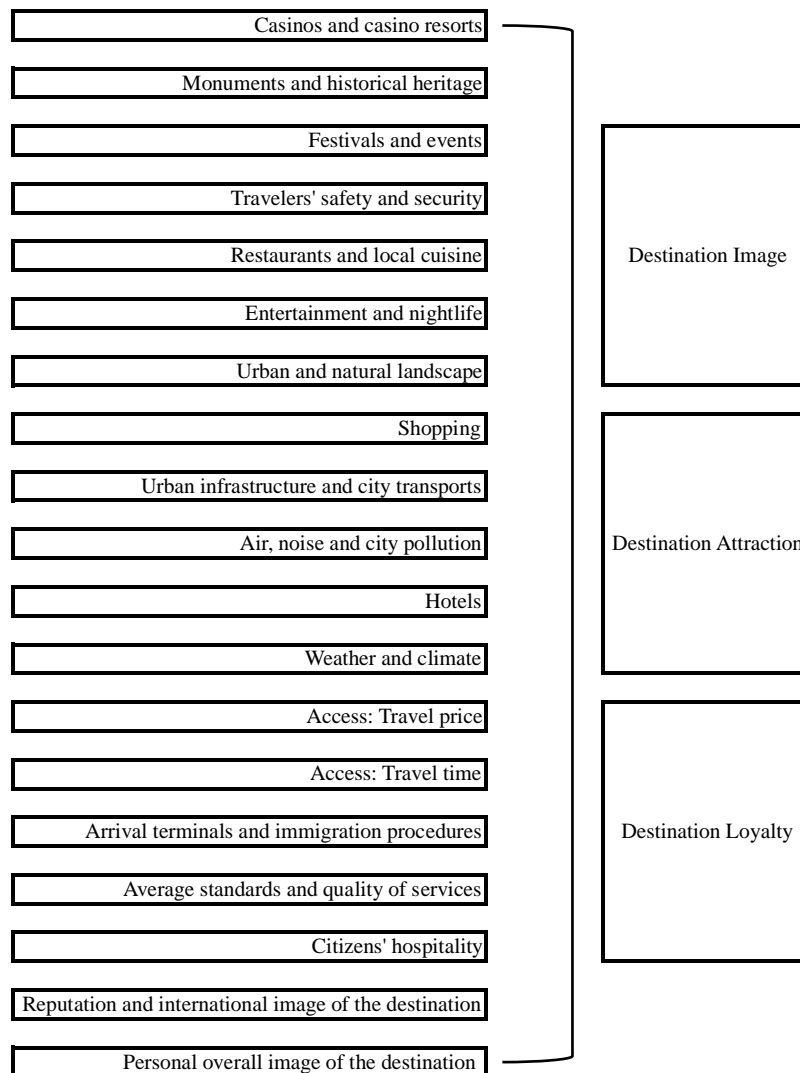 Casinos and casino resorts
Monuments and historical heritage
Festivals and events
Travelers' safety and security
Restaurants and local cuisine
Entertainment and nightlife
Urban and natural landscape
Shopping
Urban infrastructure and city transports
Air, noise and city pollution
Hotels
Weather and climate
Access: Travel price
Access: Travel time
Arrival terminals and immigration procedures
Average standards and quality of services
Citizens' hospitality
Reputation and international image of the destination
Personal overall image of the destination
Destination Image
Destination Attraction
Destination Loyalty